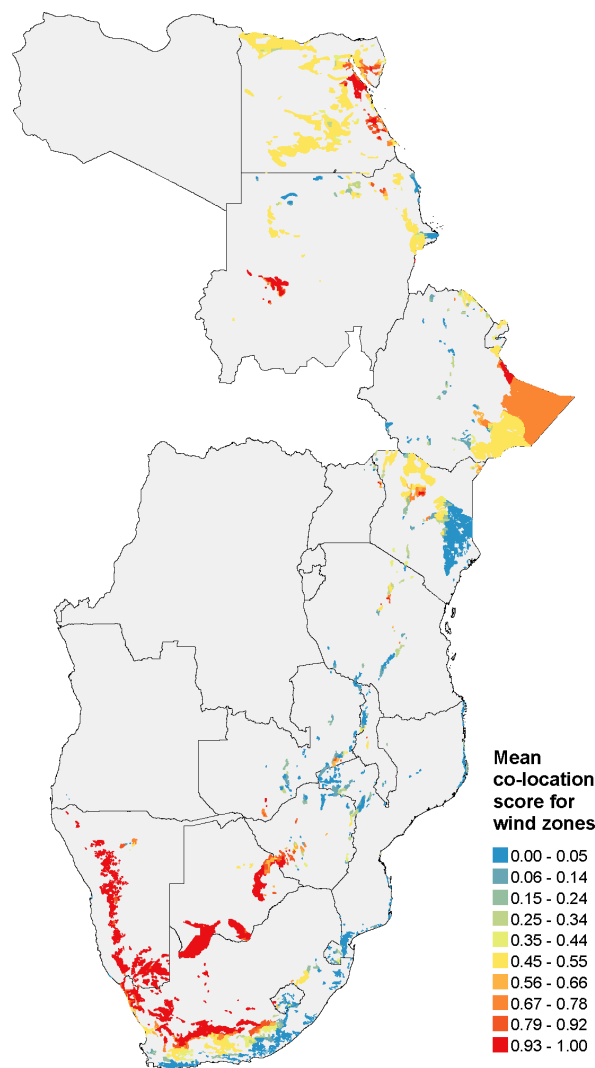 Mean
co-location
score for
wind zones
0.00 - 0.05
0.06 - 0.14
0.15 - 0.24
0.25 - 0.34
0.35 - 0.44
0.45 - 0.55
0.56 - 0.66
0.67 - 0.78
0.79 - 0.92
0.93 - 1.00